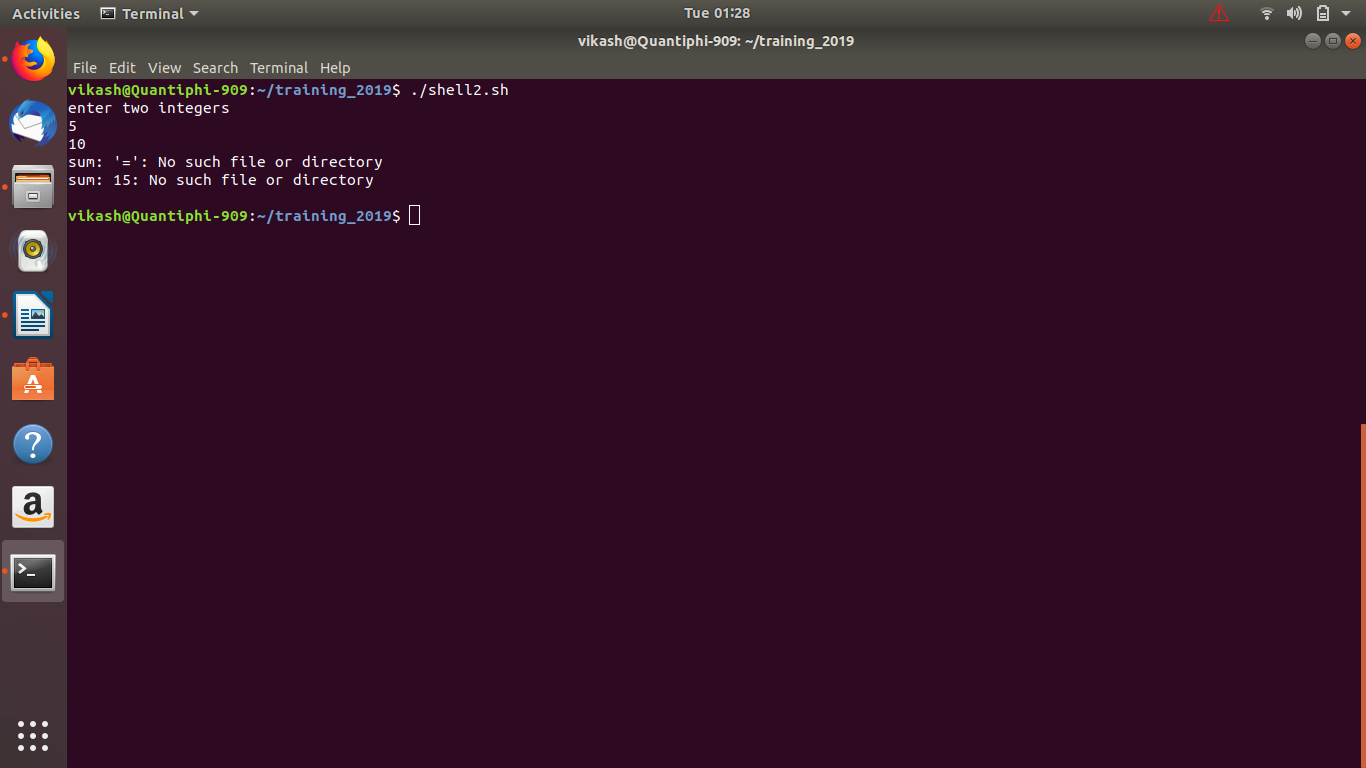 Activities Terminal Tue 01:28
vikash@Quantiphi-909: ~/training_2019
File Edit View Search Terminal Help
vikash@Quantiphi-909:~/training_2019$ ./shell2.sh
enter two integers
5
10
sum: '=': No such file or directory
sum: 15: No such file or directory
vikash@Quantiphi-909:~/training_2019$